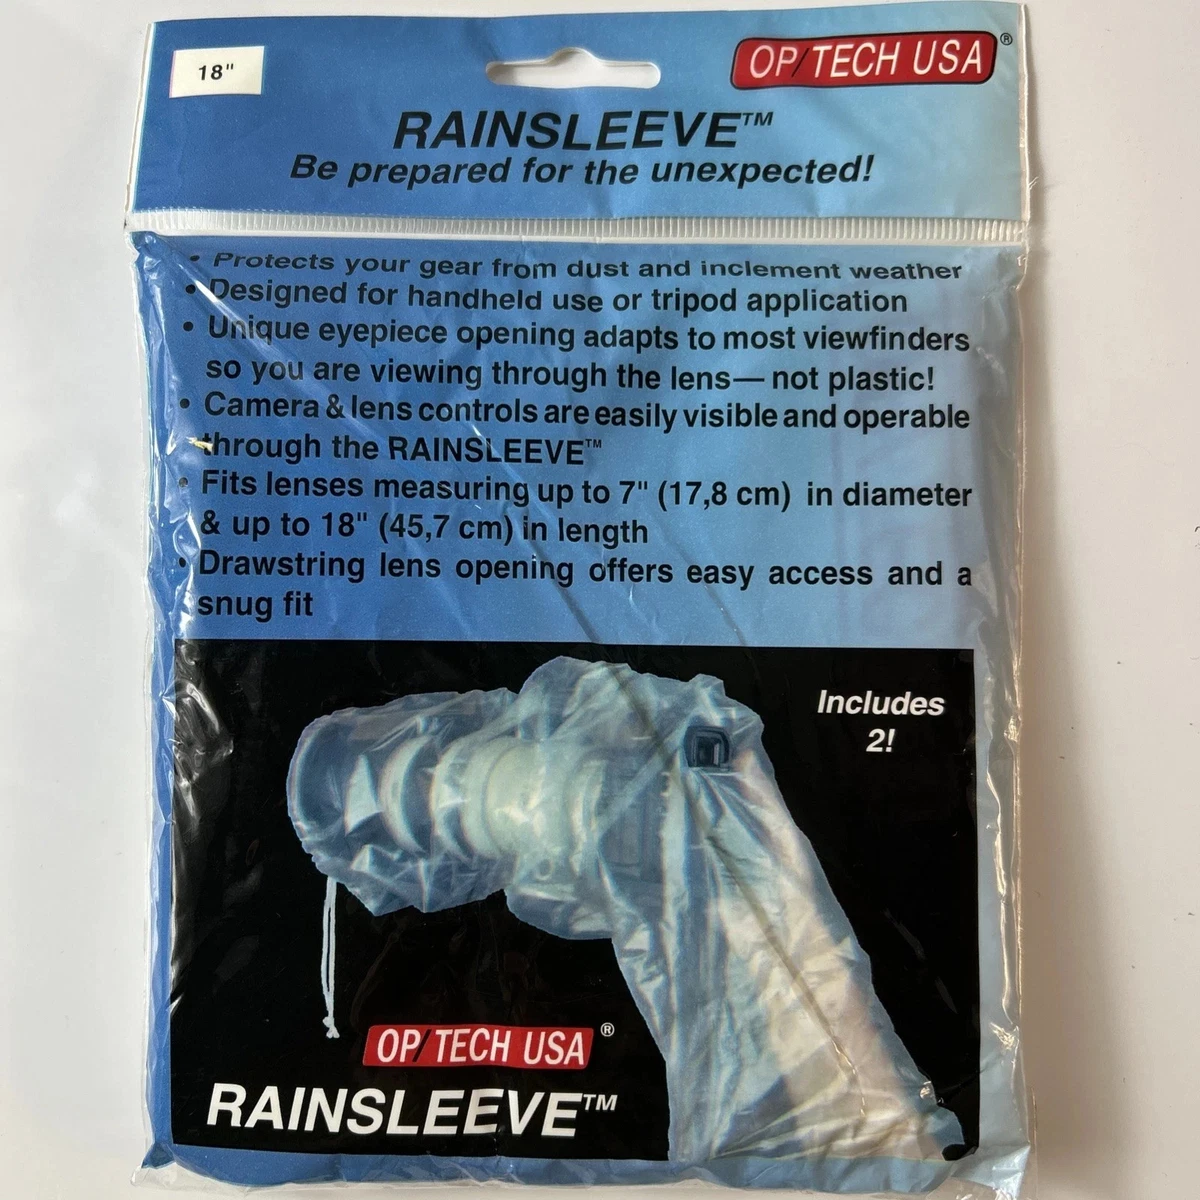 18"
OP/TECH USA®
RAINSLEEVE™
Be prepared for the unexpected!
• Protects your gear from dust and inclement weather
• Designed for handheld use or tripod application
• Unique eyepiece opening adapts to most viewfinders
so you are viewing through the lens— not plastic!
• Camera & lens controls are easily visible and operable
through the RAINSLEEVE™
• Fits lenses measuring up to 7" (17,8 cm) in diameter
& up to 18" (45,7 cm) in length
• Drawstring lens opening offers easy access and a
snug fit
Includes
2!
OP/TECH USA®
RAINSLEEVE™